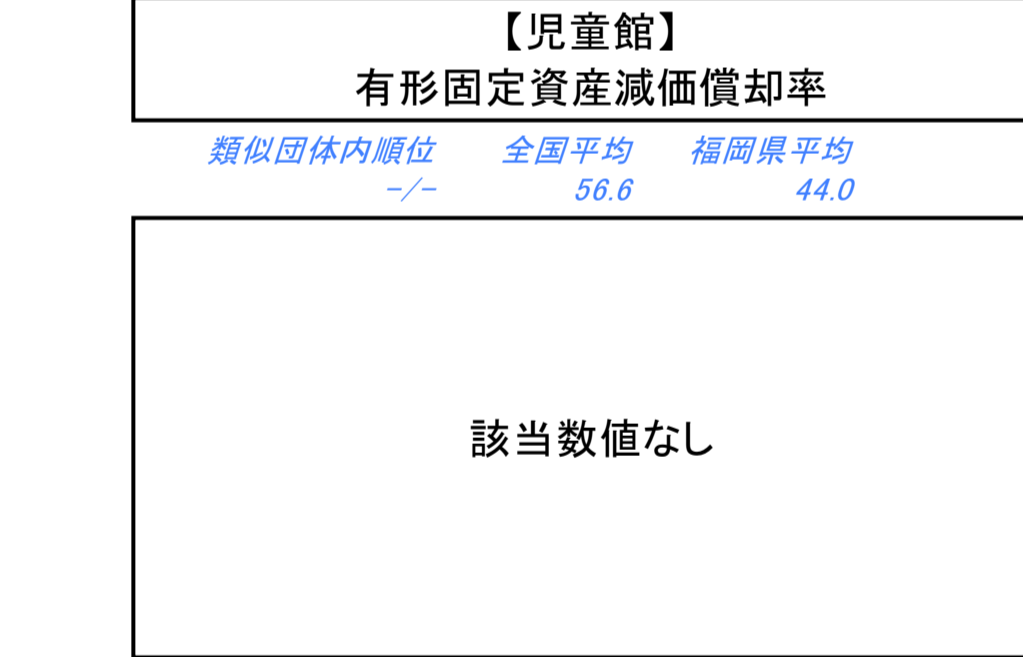 【児童館】
有形固定資産減価償却率
類似団体内順位 全国平均 福岡県平均
-/- 56.6 44.0
該当数値なし